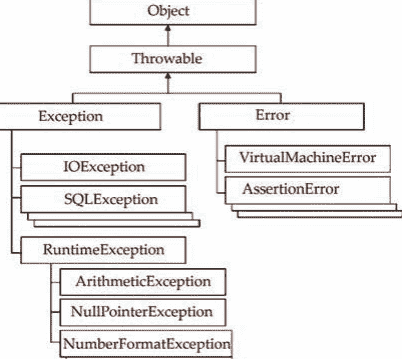 Object
Throwable
Exception
Error
IOException
VirtualMachineError
SQLException
AssertionError
RuntimeException
ArithmeticException
NullPointerException
NumberFormatException